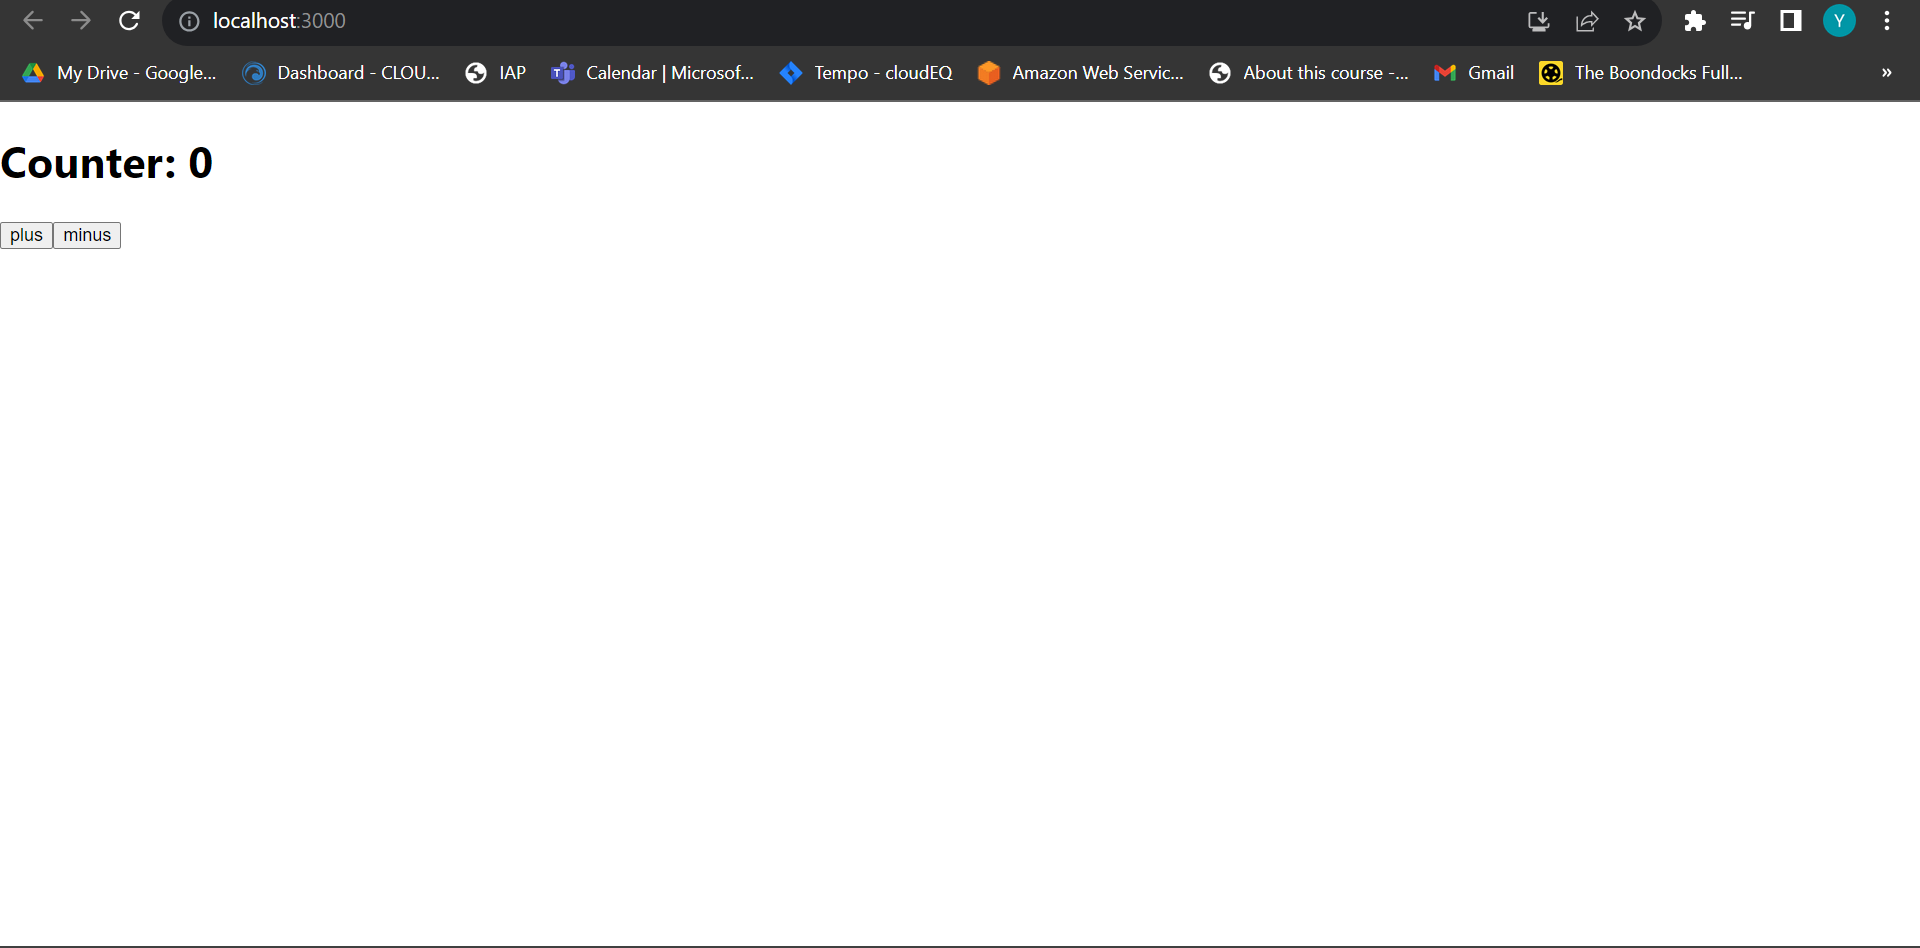 localhost:3000
Y
My Drive - Google... Dashboard - CLOU... IAP Calendar | Microsof... Tempo - cloudEQ Amazon Web Servic... About this course -... Gmail The Boondocks Full... »
Counter: 0
plus minus